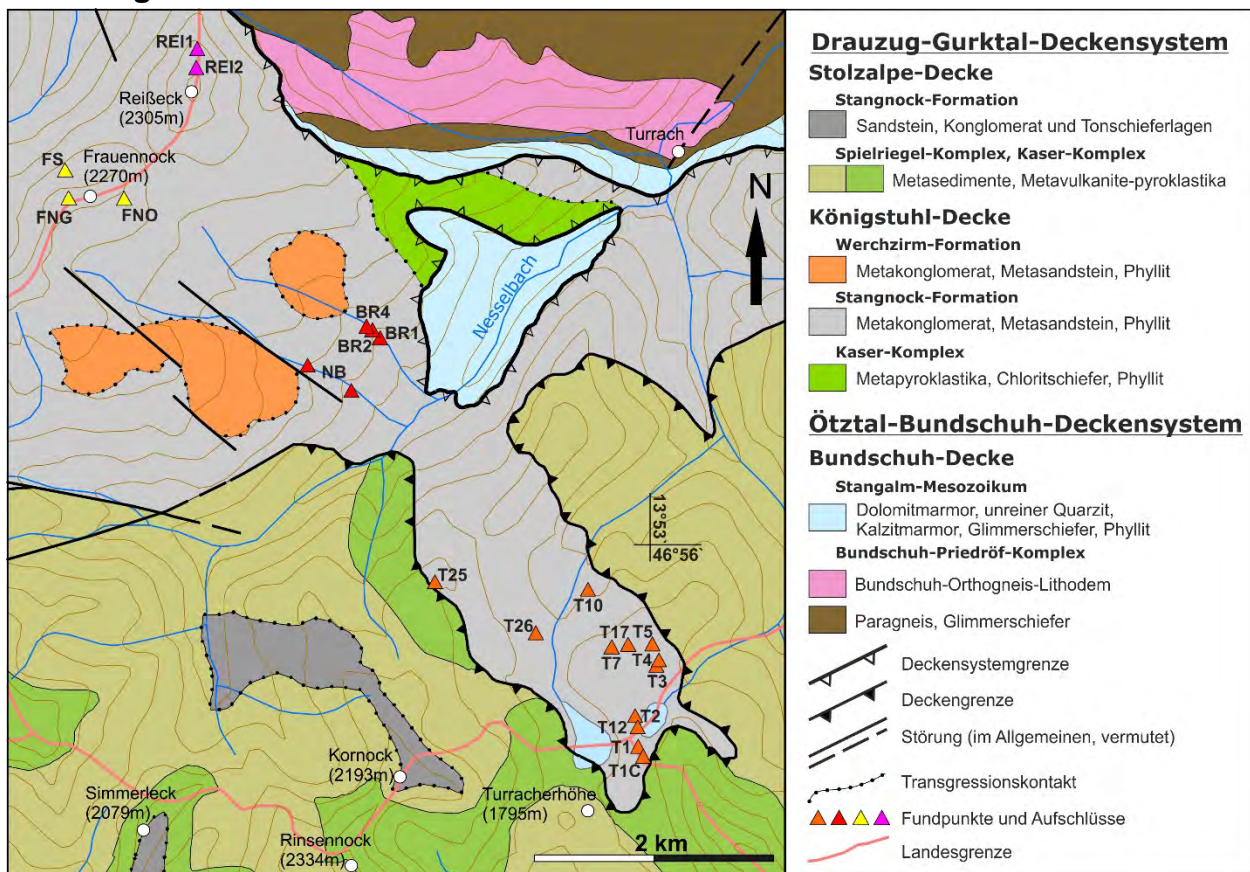 REI1
REI2
Reißeck
(2305m)
FS
Frauennock
(2270m)
FNG
FNO
Turrach
N
Nesselbach
BR4
BR1
BR2
NB
13°53`
46°56`
T25
T10
T26
T17
T5
T7
T4
T3
T2
T12
T1
T1C
Kornock
(2193m)
Simmerleck
(2079m)
Turracherhöhe
(1795m)
Rinsennock
(2334m)
2 km
Drauzug-Gurktal-Deckensystem
Stolzalpe-Decke
Stangnock-Formation
Sandstein, Konglomerat und Tonschieferlagen
Spielriegel-Komplex, Kaser-Komplex
Metasedimente, Metavulkanite-pyroklastika
Königstuhl-Decke
Werchzirm-Formation
Metakonglomerat, Metasandstein, Phyllit
Stangnock-Formation
Metakonglomerat, Metasandstein, Phyllit
Kaser-Komplex
Metapyroklastika, Chloritschiefer, Phyllit
Ötztal-Bundschuh-Deckensystem
Bundschuh-Decke
Stangalm-Mesozoikum
Dolomitmarmor, unreiner Quarzit,
Kalzitmarmor, Glimmerschiefer, Phyllit
Bundschuh-Priedröf-Komplex
Bundschuh-Orthogneis-Lithodem
Paragneis, Glimmerschiefer
Deckensystemgrenze
Deckengrenze
Störung (im Allgemeinen, vermutet)
Transgressionskontakt
Fundpunkte und Aufschlüsse
Landesgrenze